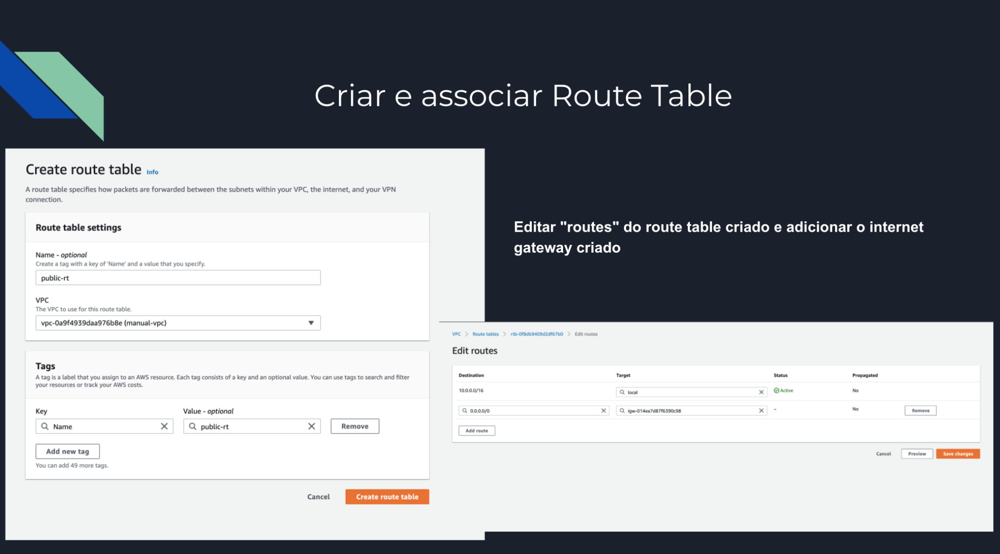 Criar e associar Route Table
Create route table Info
A route table specifies how packets are forwarded between the subnets within your VPC, the internet, and your VPN
connection.
Route table settings
Name - optional
Create a tag with a key of 'Name' and a value that you specify.
public-rt
VPC
The VPC to use for this route table.
vpc-0a9f4939daa976b8e (manual-vpc)
Tags
A tag is a label that you assign to an AWS resource. Each tag consists of a key and an optional value. You can use tags to search and filter
your resources or track your AWS costs.
Key Value - optional
Name public-rt Remove
Add new tag
You can add 49 more tags.
Cancel Create route table
Editar "routes" do route table criado e adicionar o internet
gateway criado
VPC Route tables rtb-0f8db9409d2df67b0 Edit routes
Edit routes
Destination Target Status Propagated
10.0.0.0/16 local Active No
0.0.0.0/0 igw-014ea7d87f6390c98 – No Remove
Add route
Cancel Preview Save changes